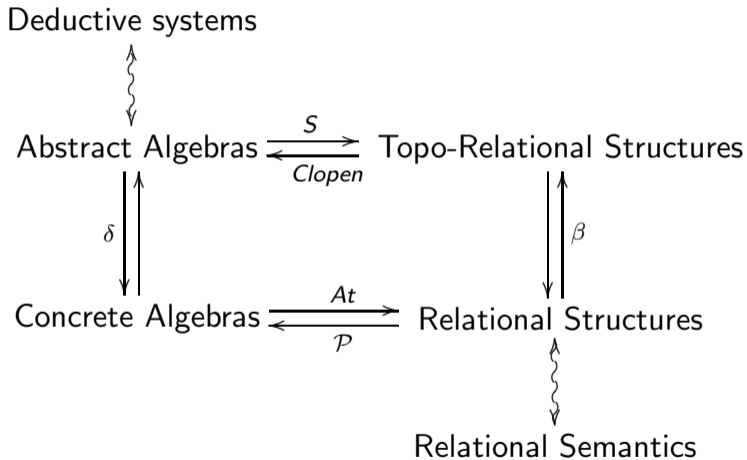 Deductive systems
S
Abstract Algebras Topo-Relational Structures
Clopen
δ β
At
Concrete Algebras Relational Structures
𝒫
Relational Semantics